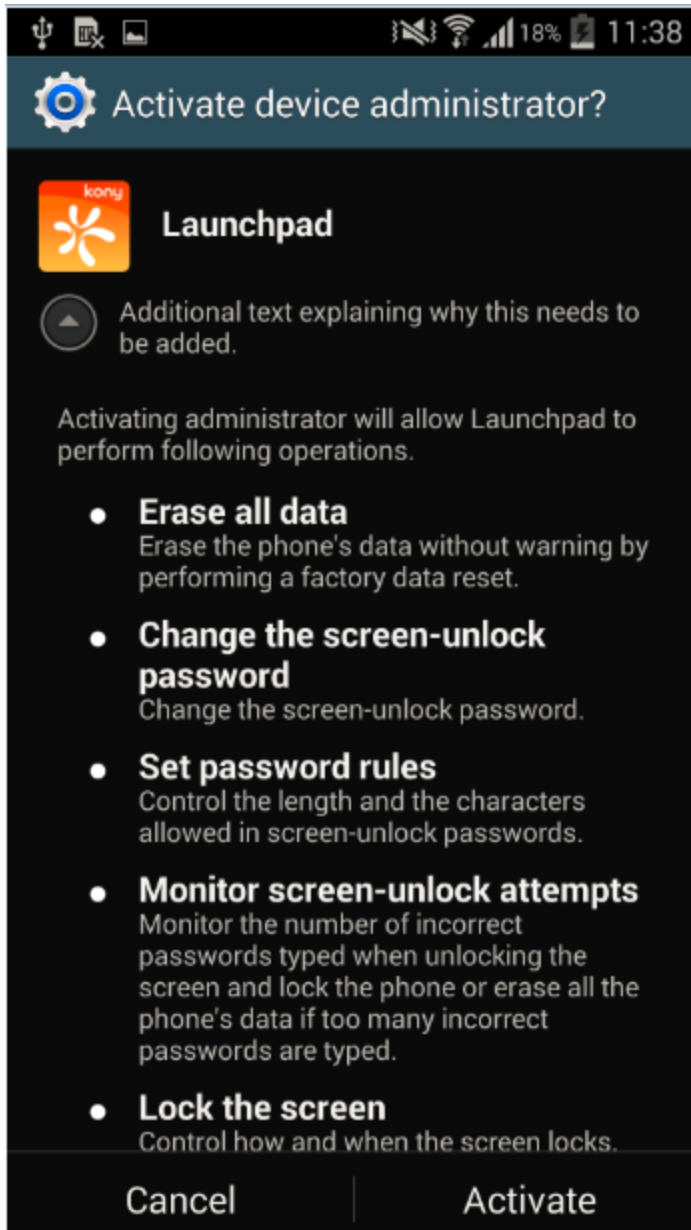 18% 11:38
Activate device administrator?
kony
Launchpad
Additional text explaining why this needs to
be added.
Activating administrator will allow Launchpad to
perform following operations.
Erase all data
Erase the phone's data without warning by
performing a factory data reset.
Change the screen-unlock
password
Change the screen-unlock password.
Set password rules
Control the length and the characters
allowed in screen-unlock passwords.
Monitor screen-unlock attempts
Monitor the number of incorrect
passwords typed when unlocking the
screen and lock the phone or erase all the
phone's data if too many incorrect
passwords are typed.
Lock the screen
Control how and when the screen locks.
Cancel Activate